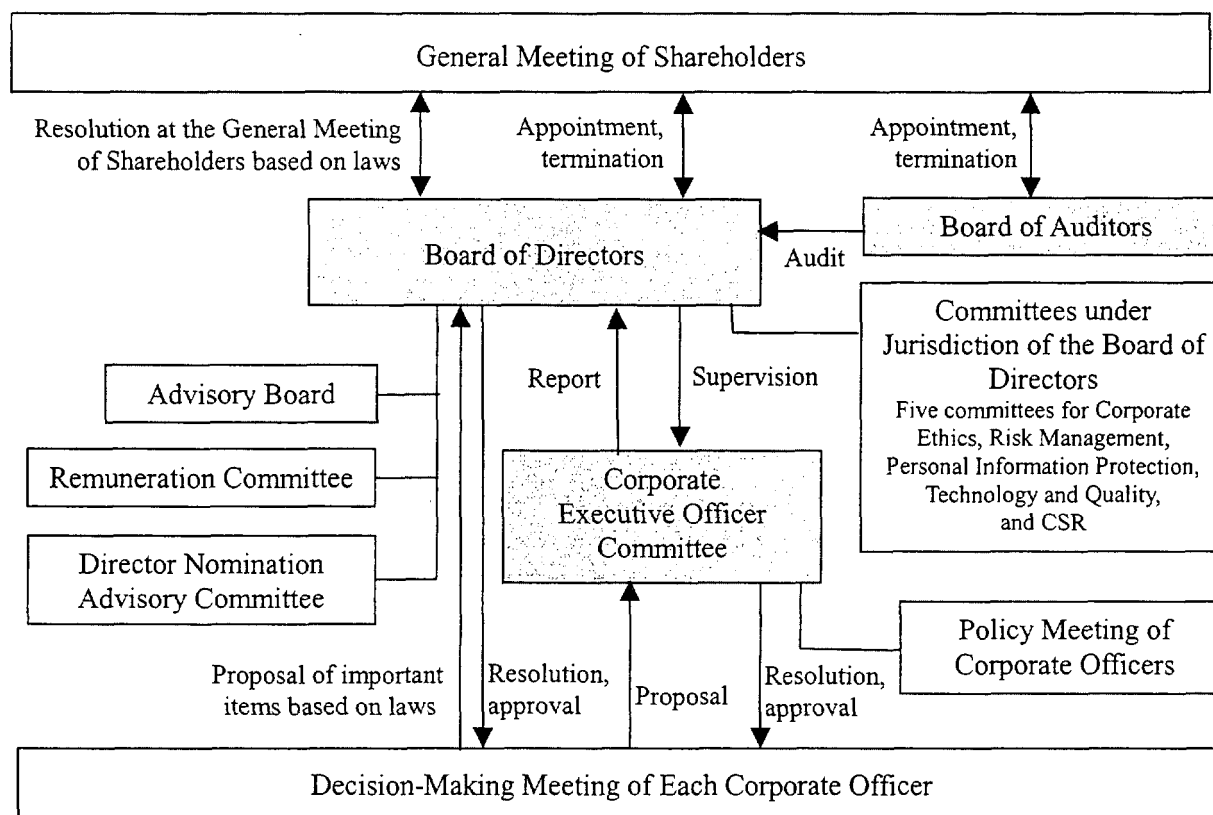 General Meeting of Shareholders
Resolution at the General Meeting
of Shareholders based on laws
Appointment,
termination
Appointment,
termination
Board of Directors
Audit
Board of Auditors
Committees under
Jurisdiction of the Board of
Directors
Five committees for Corporate
Ethics, Risk Management,
Personal Information Protection,
Technology and Quality,
and CSR
Report
Supervision
Advisory Board
Remuneration Committee
Director Nomination
Advisory Committee
Corporate
Executive Officer
Committee
Policy Meeting of
Corporate Officers
Proposal of important
items based on laws
Resolution,
approval
Proposal
Resolution,
approval
Decision-Making Meeting of Each Corporate Officer